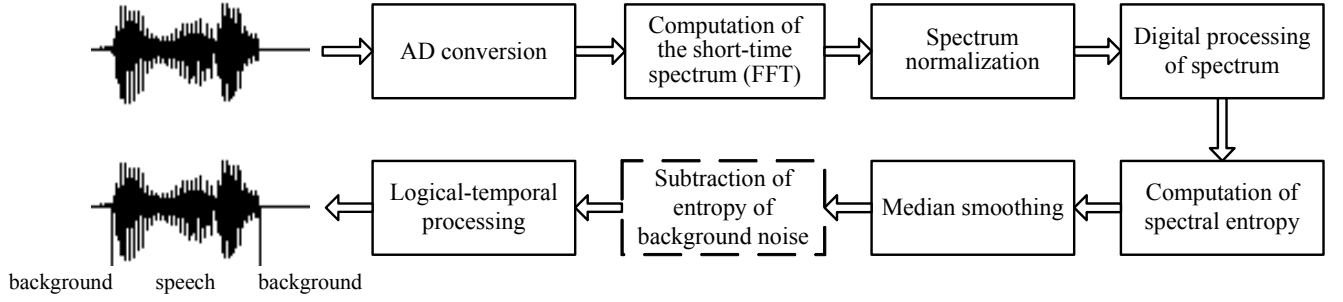 AD conversion
Computation of
the short-time
spectrum (FFT)
Spectrum
normalization
Digital processing
of spectrum
Computation of
spectral entropy
Median smoothing
Subtraction of
entropy of
background noise
Logical-temporal
processing
background speech background